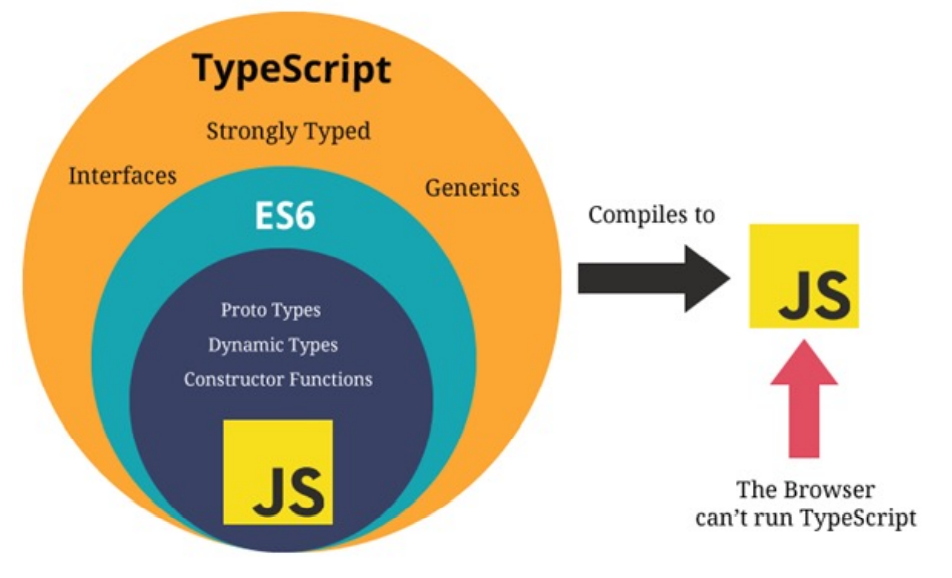 TypeScript
Strongly Typed
Interfaces
Generics
ES6
Proto Types
Dynamic Types
Constructor Functions
JS
Compiles to
JS
The Browser
can't run TypeScript